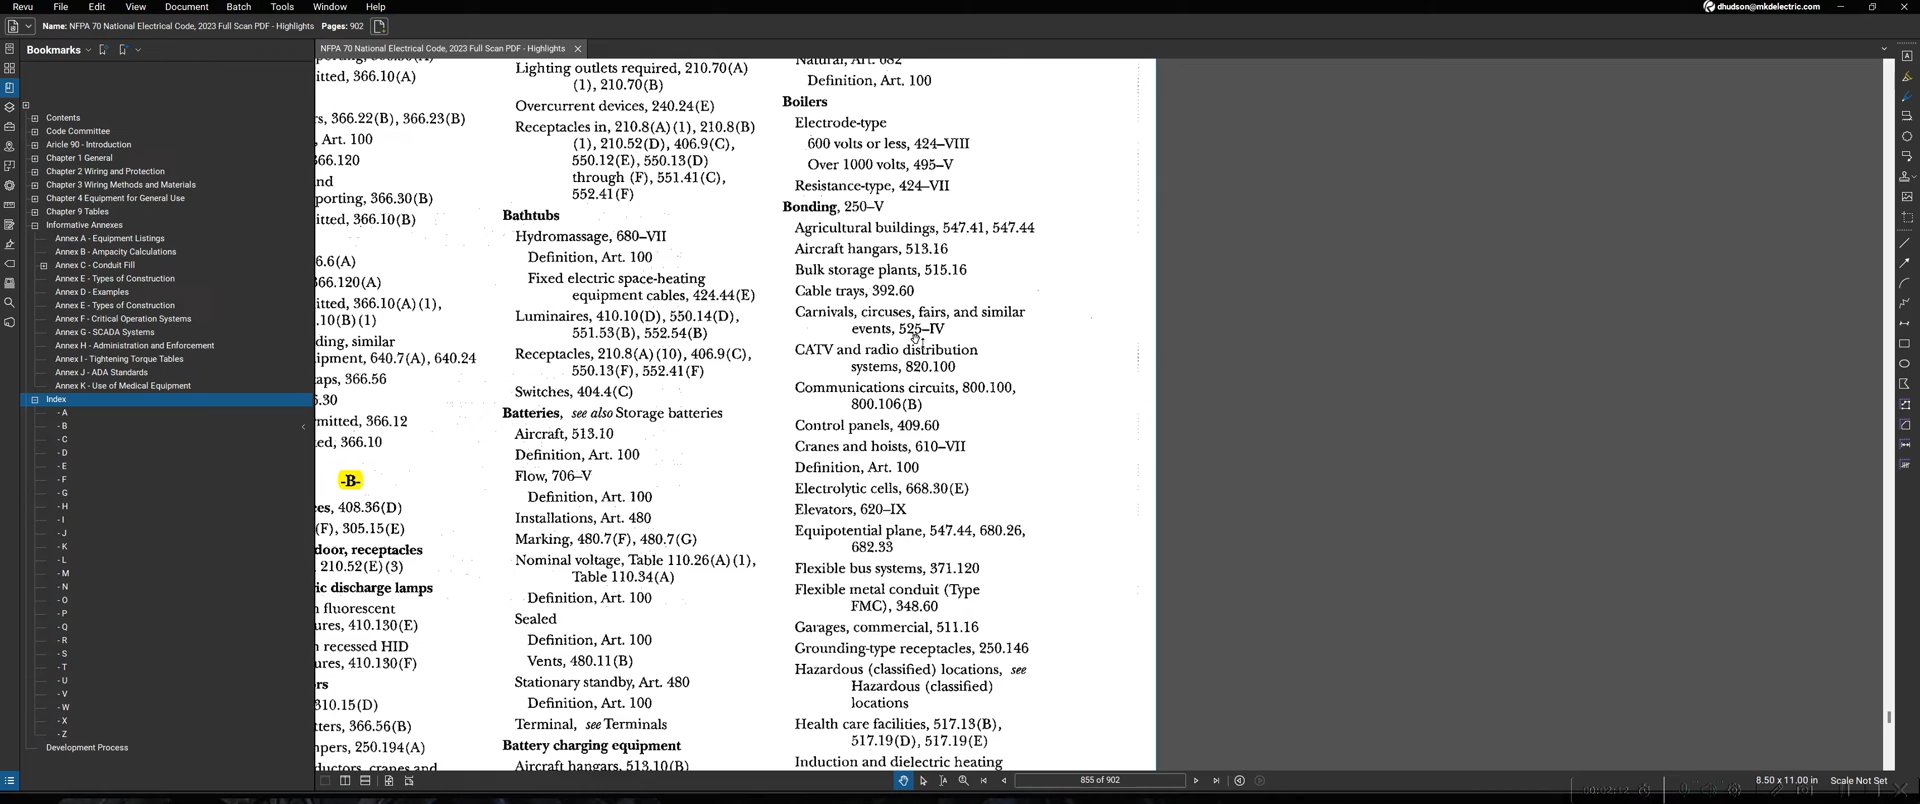 Revu File Edit View Document Batch Tools Window Help
dhudson@mkdelectric.com
Name: NFPA 70 National Electrical Code, 2023 Full Scan PDF - Highlights Pages: 902
Bookmarks
NFPA 70 National Electrical Code, 2023 Full Scan PDF - Highlights
Contents
Code Committee
Aricle 90 - Introduction
Chapter 1 General
Chapter 2 Wiring and Protection
Chapter 3 Wiring Methods and Materials
Chapter 4 Equipment for General Use
Chapter 9 Tables
Informative Annexes
Annex A - Equipment Listings
Annex B - Ampacity Calculations
Annex C - Conduit Fill
Annex E - Types of Construction
Annex D - Examples
Annex E - Types of Construction
Annex F - Critical Operation Systems
Annex G - SCADA Systems
Annex H - Administration and Enforcement
Annex I - Tightening Torque Tables
Annex J - ADA Standards
Annex K - Use of Medical Equipment
Index
- A
- B
- C
- D
- E
- F
- G
- H
- I
- J
- K
- L
- M
- N
- O
- P
- Q
- R
- S
- T
- U
- V
- W
- X
- Z
Development Process
itted, 366.10(A)
rs, 366.22(B), 366.23(B)
, Art. 100
366.120
nd
porting, 366.30(B)
itted, 366.10(B)
6.6(A)
366.120(A)
itted, 366.10(A)(1),
.10(B)(1)
ding, similar
ipment, 640.7(A), 640.24
taps, 366.56
6.30
rmitted, 366.12
ted, 366.10
-B-
ces, 408.36(D)
(F), 305.15(E)
door, receptacles
210.52(E)(3)
ic discharge lamps
n fluorescent
ures, 410.130(E)
n recessed HID
ures, 410.130(F)
ors
310.15(D)
tters, 366.56(B)
mpers, 250.194(A)
ductors, cranes and
Lighting outlets required, 210.70(A)
(1), 210.70(B)
Overcurrent devices, 240.24(E)
Receptacles in, 210.8(A)(1), 210.8(B)
(1), 210.52(D), 406.9(C),
550.12(E), 550.13(D)
through (F), 551.41(C),
552.41(F)
Bathtubs
Hydromassage, 680–VII
Definition, Art. 100
Fixed electric space-heating
equipment cables, 424.44(E)
Luminaires, 410.10(D), 550.14(D),
551.53(B), 552.54(B)
Receptacles, 210.8(A)(10), 406.9(C),
550.13(F), 552.41(F)
Switches, 404.4(C)
Batteries, see also Storage batteries
Aircraft, 513.10
Definition, Art. 100
Flow, 706–V
Definition, Art. 100
Installations, Art. 480
Marking, 480.7(F), 480.7(G)
Nominal voltage, Table 110.26(A)(1),
Table 110.34(A)
Definition, Art. 100
Sealed
Definition, Art. 100
Vents, 480.11(B)
Stationary standby, Art. 480
Definition, Art. 100
Terminal, see Terminals
Battery charging equipment
Aircraft hangars, 513.10(B)
Natural, Art. 682
Definition, Art. 100
Boilers
Electrode-type
600 volts or less, 424–VIII
Over 1000 volts, 495–V
Resistance-type, 424–VII
Bonding, 250–V
Agricultural buildings, 547.41, 547.44
Aircraft hangars, 513.16
Bulk storage plants, 515.16
Cable trays, 392.60
Carnivals, circuses, fairs, and similar
events, 525–IV
CATV and radio distribution
systems, 820.100
Communications circuits, 800.100,
800.106(B)
Control panels, 409.60
Cranes and hoists, 610–VII
Definition, Art. 100
Electrolytic cells, 668.30(E)
Elevators, 620–IX
Equipotential plane, 547.44, 680.26,
682.33
Flexible bus systems, 371.120
Flexible metal conduit (Type
FMC), 348.60
Garages, commercial, 511.16
Grounding-type receptacles, 250.146
Hazardous (classified) locations, see
Hazardous (classified)
locations
Health care facilities, 517.13(B),
517.19(D), 517.19(E)
Induction and dielectric heating
855 of 902
8.50 x 11.00 in Scale Not Set